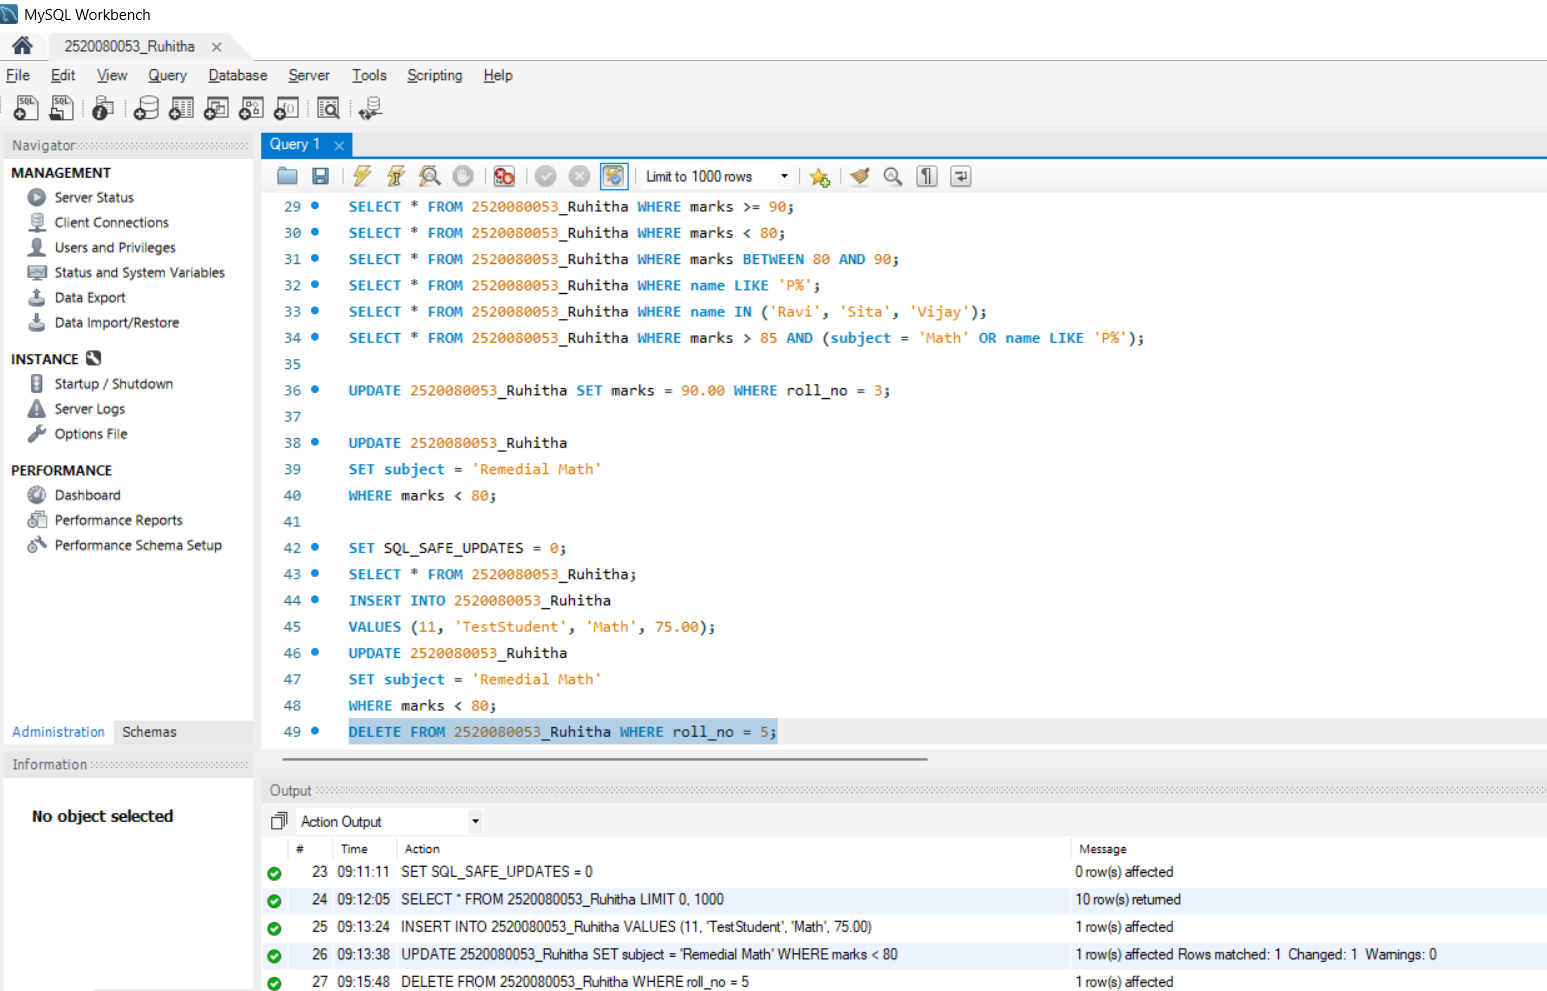 MySQL Workbench
2520080053_Ruhitha
File Edit View Query Database Server Tools Scripting Help
Navigator
MANAGEMENT
Server Status
Client Connections
Users and Privileges
Status and System Variables
Data Export
Data Import/Restore
INSTANCE
Startup / Shutdown
Server Logs
Options File
PERFORMANCE
Dashboard
Performance Reports
Performance Schema Setup
Administration Schemas
Information
No object selected
Query 1
Limit to 1000 rows
29 SELECT * FROM 2520080053_Ruhitha WHERE marks >= 90;
30 SELECT * FROM 2520080053_Ruhitha WHERE marks < 80;
31 SELECT * FROM 2520080053_Ruhitha WHERE marks BETWEEN 80 AND 90;
32 SELECT * FROM 2520080053_Ruhitha WHERE name LIKE 'P%';
33 SELECT * FROM 2520080053_Ruhitha WHERE name IN ('Ravi', 'Sita', 'Vijay');
34 SELECT * FROM 2520080053_Ruhitha WHERE marks > 85 AND (subject = 'Math' OR name LIKE 'P%');
35
36 UPDATE 2520080053_Ruhitha SET marks = 90.00 WHERE roll_no = 3;
37
38 UPDATE 2520080053_Ruhitha
39 SET subject = 'Remedial Math'
40 WHERE marks < 80;
41
42 SET SQL_SAFE_UPDATES = 0;
43 SELECT * FROM 2520080053_Ruhitha;
44 INSERT INTO 2520080053_Ruhitha
45 VALUES (11, 'TestStudent', 'Math', 75.00);
46 UPDATE 2520080053_Ruhitha
47 SET subject = 'Remedial Math'
48 WHERE marks < 80;
49 DELETE FROM 2520080053_Ruhitha WHERE roll_no = 5;
Output
Action Output
# Time Action Message
23 09:11:11 SET SQL_SAFE_UPDATES = 0 0 row(s) affected
24 09:12:05 SELECT * FROM 2520080053_Ruhitha LIMIT 0, 1000 10 row(s) returned
25 09:13:24 INSERT INTO 2520080053_Ruhitha VALUES (11, 'TestStudent', 'Math', 75.00) 1 row(s) affected
26 09:13:38 UPDATE 2520080053_Ruhitha SET subject = 'Remedial Math' WHERE marks < 80 1 row(s) affected Rows matched: 1 Changed: 1 Warnings: 0
27 09:15:48 DELETE FROM 2520080053_Ruhitha WHERE roll_no = 5 1 row(s) affected